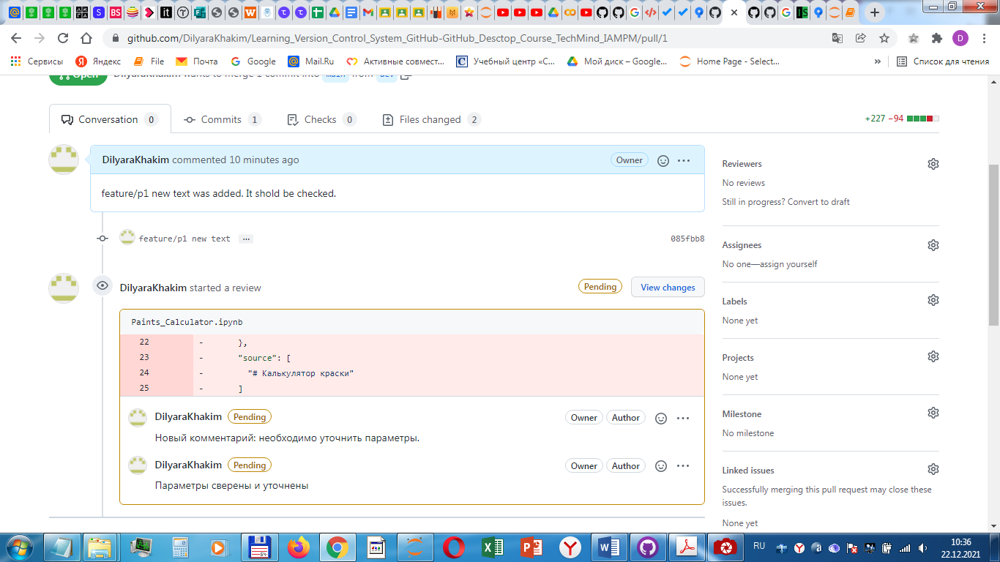 github.com/DilyaraKhakim/Learning_Version_Control_System_GitHub-GitHub_Desctop_Course_TechMind_IAMPM/pull/1
Сервисы Яндекс File Почта Google Mail.Ru Активные совмест... Учебный центр «С... Мой диск – Google... Home Page - Select... » Список для чтения
Open DilyaraKhakim wants to merge 1 commit into main from dev
Conversation 0 Commits 1 Checks 0 Files changed 2 +227 −94
DilyaraKhakim commented 10 minutes ago Owner
feature/p1 new text was added. It shold be checked.
feature/p1 new text ... 085fbb8
DilyaraKhakim started a review Pending View changes
Paints_Calculator.ipynb
22 - },
23 - "source": [
24 - "# Калькулятор краски"
25 - ]
DilyaraKhakim Pending Owner Author
Новый комментарий: необходимо уточнить параметры.
DilyaraKhakim Pending Owner Author
Параметры сверены и уточнены
Reviewers
No reviews
Still in progress? Convert to draft
Assignees
No one—assign yourself
Labels
None yet
Projects
None yet
Milestone
No milestone
Linked issues
Successfully merging this pull request may close these
issues.
None yet
RU
10:36
22.12.2021